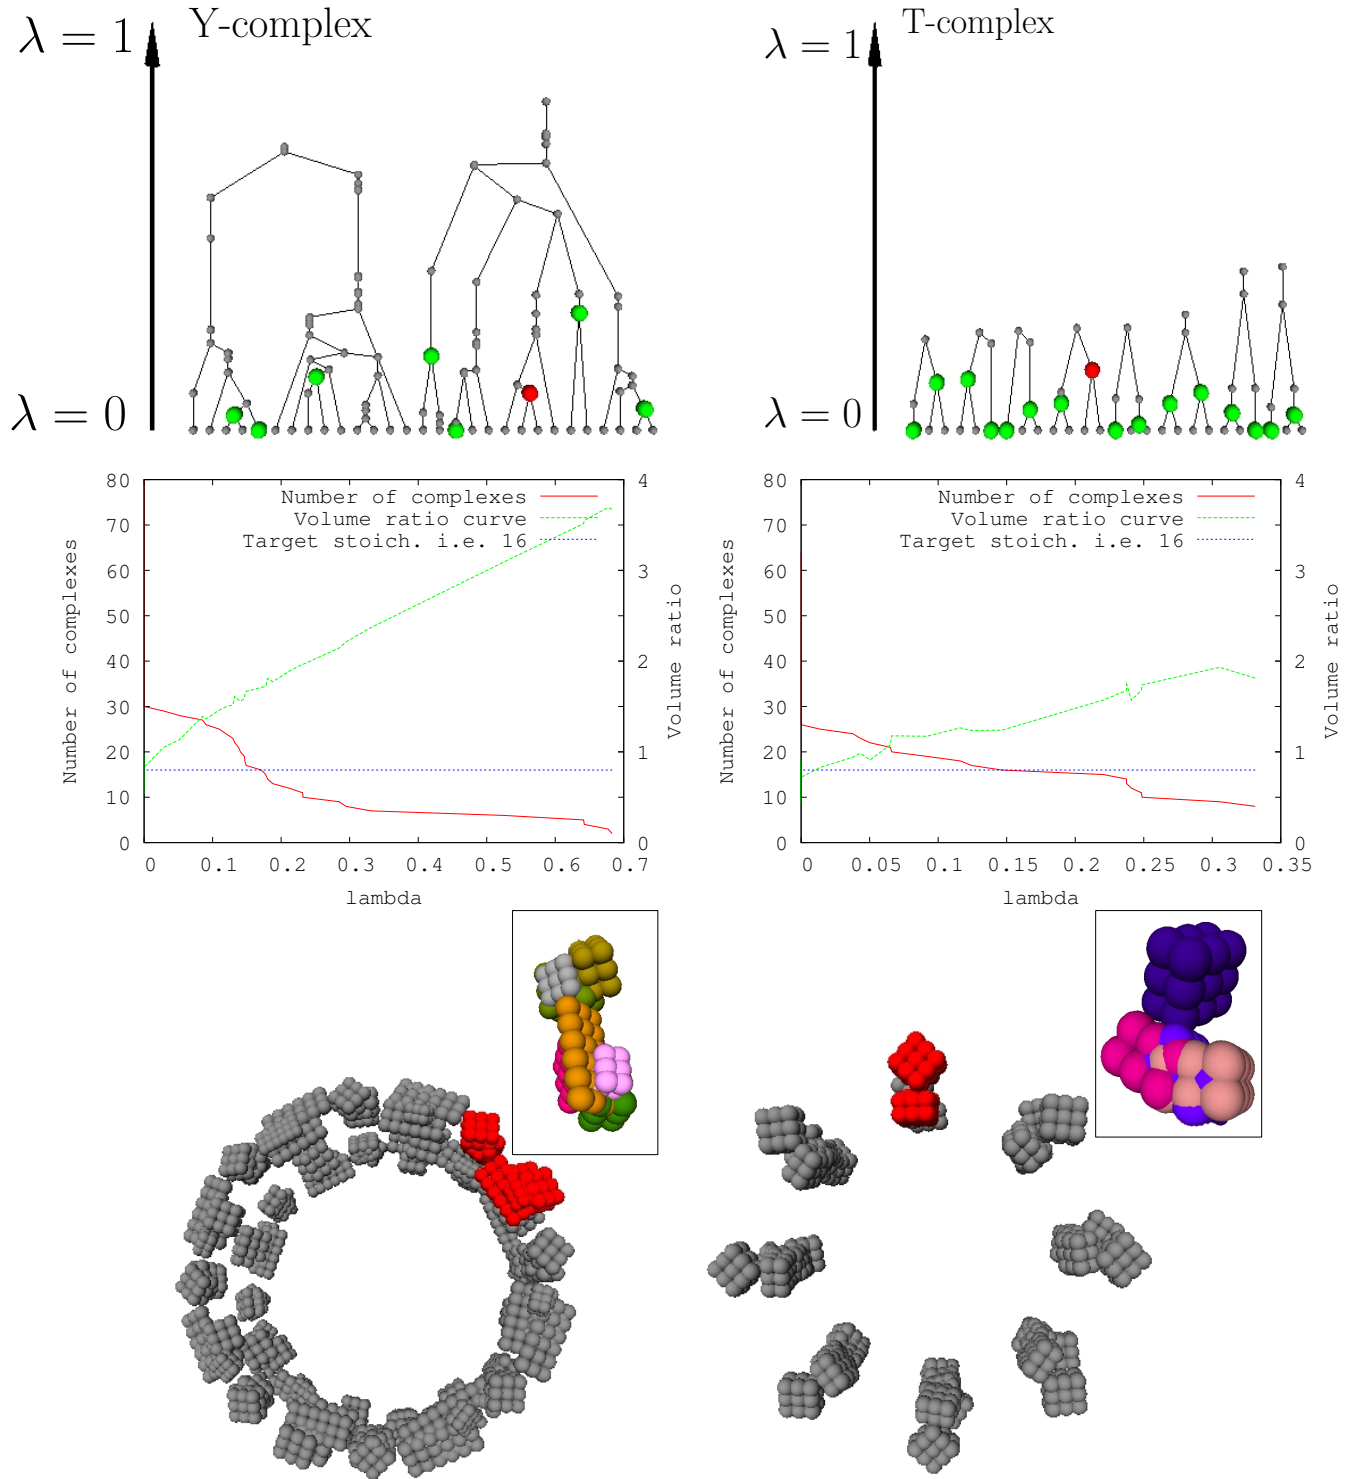 λ = 1
Y-complex
λ = 0
λ = 1
T-complex
λ = 0
Number of complexes
Volume ratio curve
Target stoich. i.e. 16
80
70
60
50
40
30
20
10
0
4
3
2
1
0
0
0.1
0.2
0.3
0.4
0.5
0.6
0.7
Number of complexes
Volume ratio
lambda
Number of complexes
Volume ratio curve
Target stoich. i.e. 16
80
70
60
50
40
30
20
10
0
4
3
2
1
0
0
0.05
0.1
0.15
0.2
0.25
0.3
0.35
Number of complexes
Volume ratio
lambda